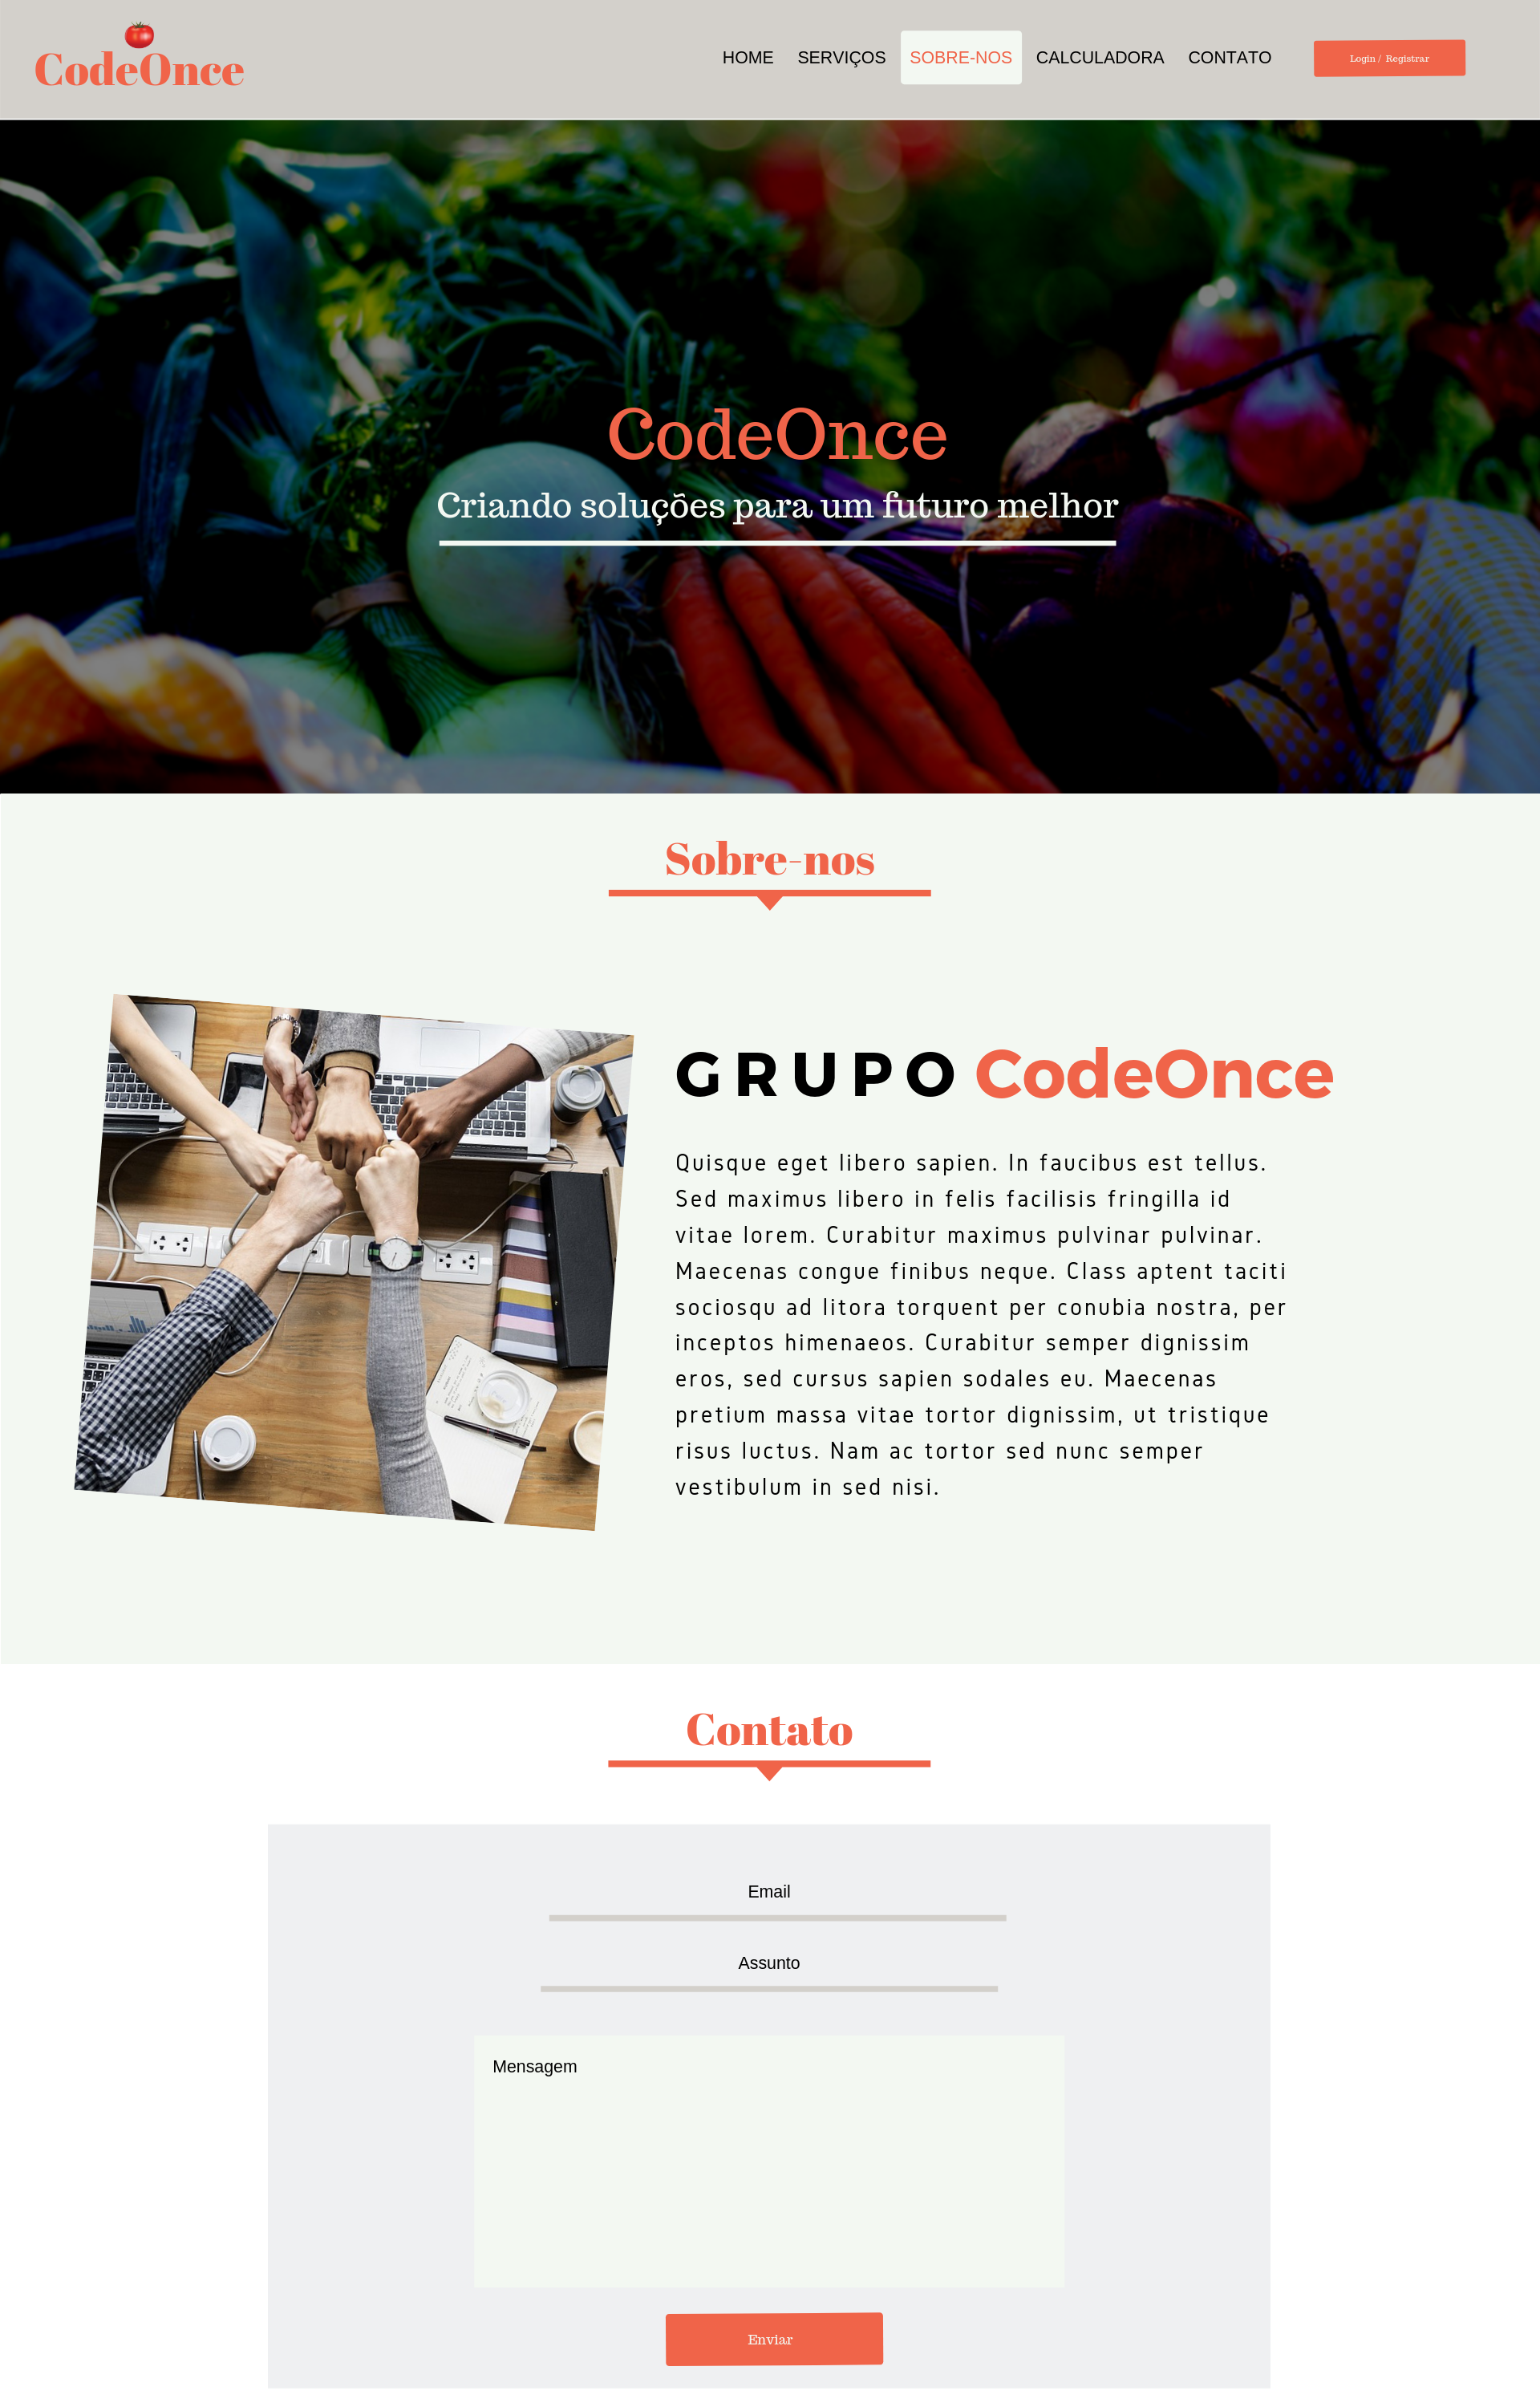 CodeOnce
HOME SERVIÇOS SOBRE-NOS CALCULADORA CONTATO Login / Registrar
CodeOnce
Criando soluções para um futuro melhor
Sobre-nos
GRUPO CodeOnce
Quisque eget libero sapien. In faucibus est tellus.
Sed maximus libero in felis facilisis fringilla id
vitae lorem. Curabitur maximus pulvinar pulvinar.
Maecenas congue finibus neque. Class aptent taciti
sociosqu ad litora torquent per conubia nostra, per
inceptos himenaeos. Curabitur semper dignissim
eros, sed cursus sapien sodales eu. Maecenas
pretium massa vitae tortor dignissim, ut tristique
risus luctus. Nam ac tortor sed nunc semper
vestibulum in sed nisi.
Contato
Email
Assunto
Mensagem
Enviar